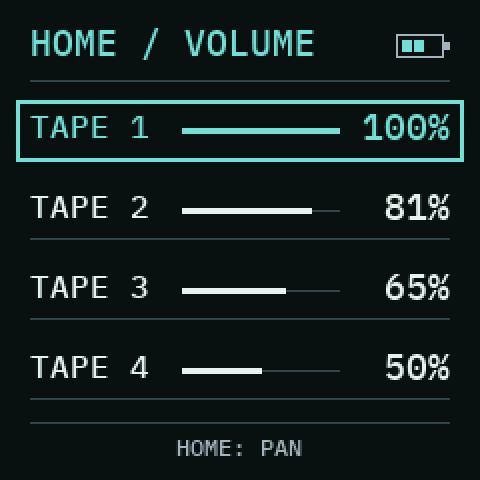 HOME / VOLUME
TAPE 1 100%
TAPE 2 81%
TAPE 3 65%
TAPE 4 50%
HOME: PAN